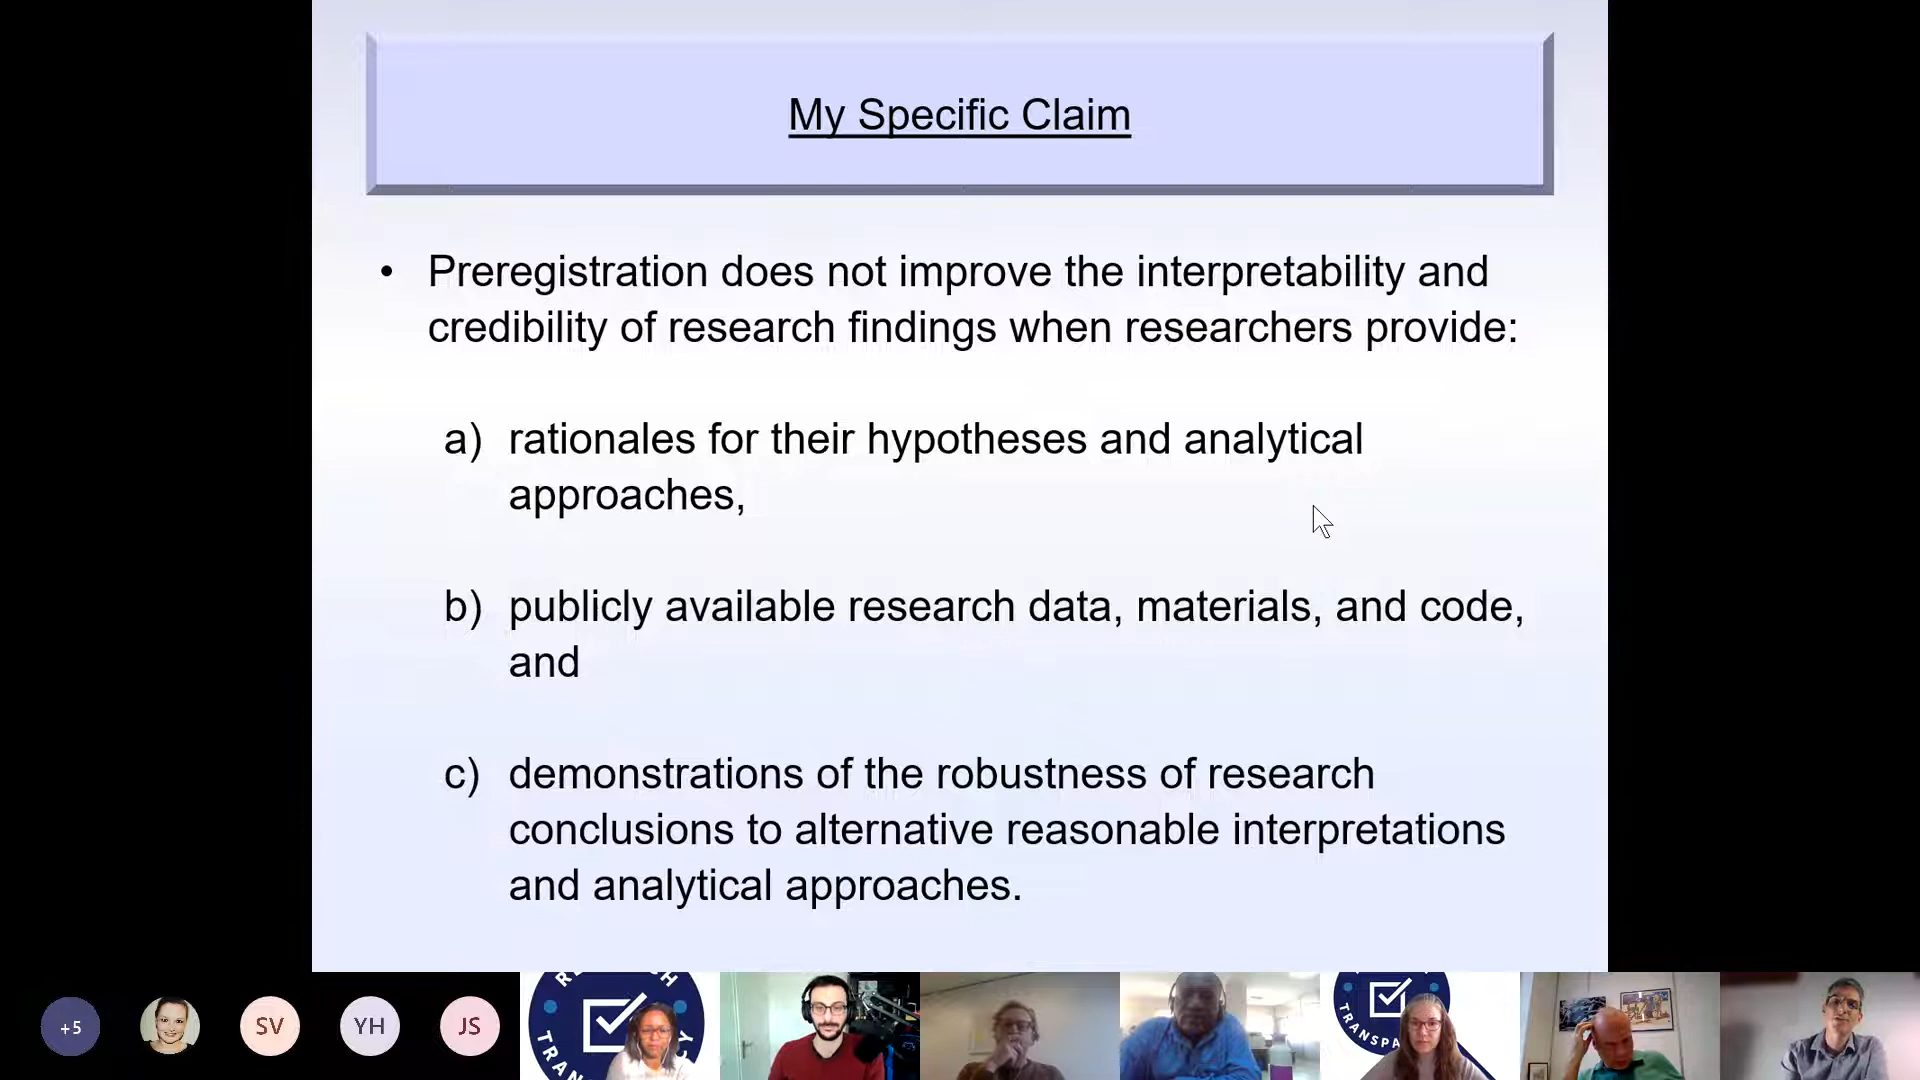 My Specific Claim
• Preregistration does not improve the interpretability and
credibility of research findings when researchers provide:
a) rationales for their hypotheses and analytical
approaches,
b) publicly available research data, materials, and code,
and
c) demonstrations of the robustness of research
conclusions to alternative reasonable interpretations
and analytical approaches.
+5
SV
YH
JS